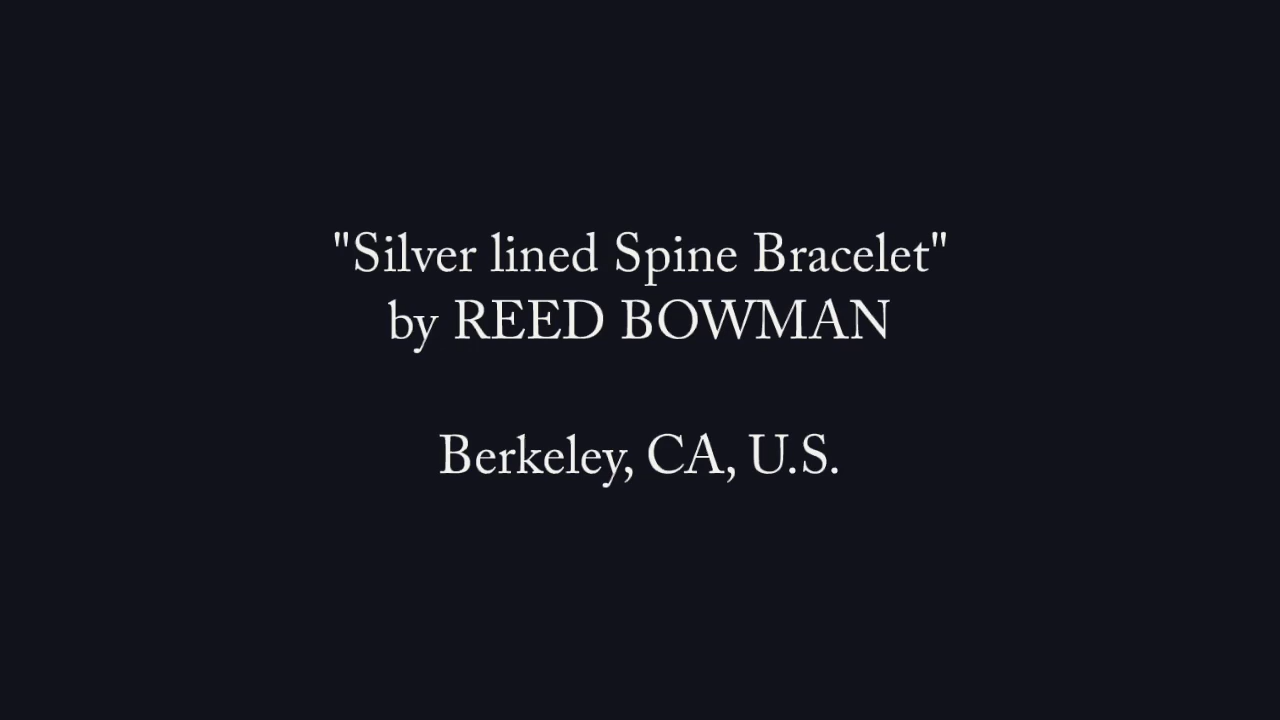 "Silver lined Spine Bracelet"
by REED BOWMAN
Berkeley, CA, U.S.